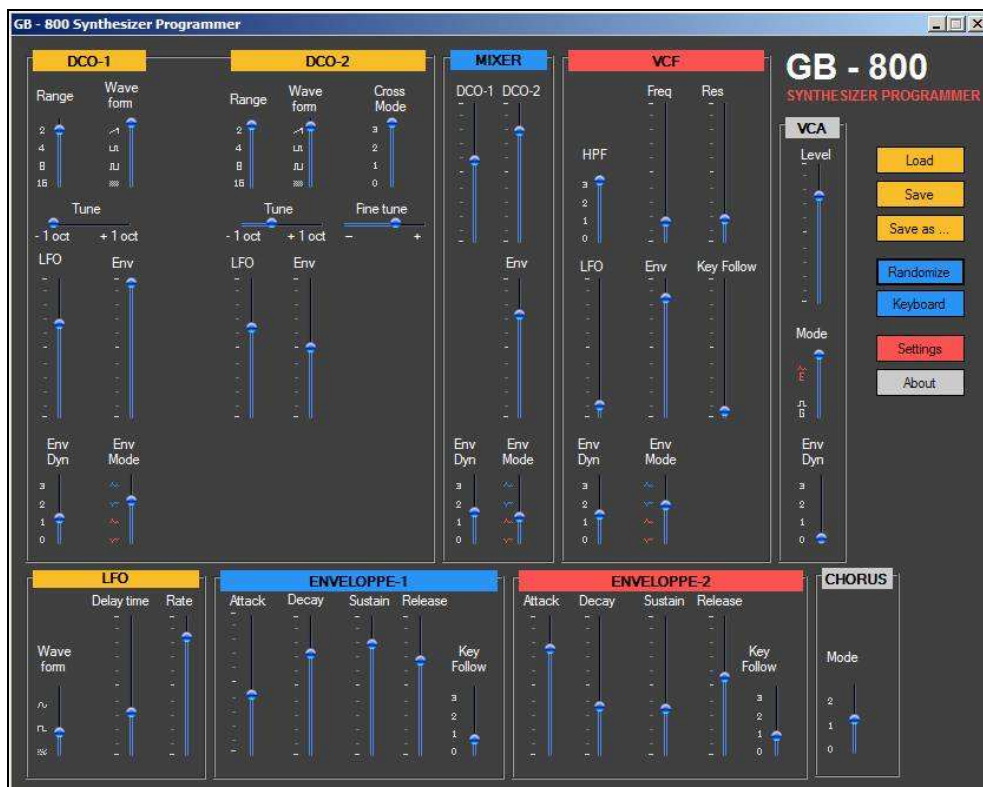 GB - 800 Synthesizer Programmer
DCO-1
Range
Wave
form
2
4
8
16
Tune
- 1 oct + 1 oct
LFO Env
Env
Dyn
Env
Mode
3
2
1
0
DCO-2
Range
Wave
form
Cross
Mode
2
4
8
16
3
2
1
0
Tune
- 1 oct + 1 oct
Fine tune
- +
LFO Env
MIXER
DCO-1 DCO-2
Env
Env
Dyn
Env
Mode
3
2
1
0
VCF
Freq Res
HPF
3
2
1
0
LFO Env Key Follow
Env
Dyn
Env
Mode
3
2
1
0
GB - 800
SYNTHESIZER PROGRAMMER
VCA
Level
Mode
E
G
Env
Dyn
3
2
1
0
Load
Save
Save as ...
Randomize
Keyboard
Settings
About
LFO
Delay time Rate
Wave
form
ENVELOPPE-1
Attack Decay Sustain Release
Key
Follow
3
2
1
0
ENVELOPPE-2
Attack Decay Sustain Release
Key
Follow
3
2
1
0
CHORUS
Mode
2
1
0